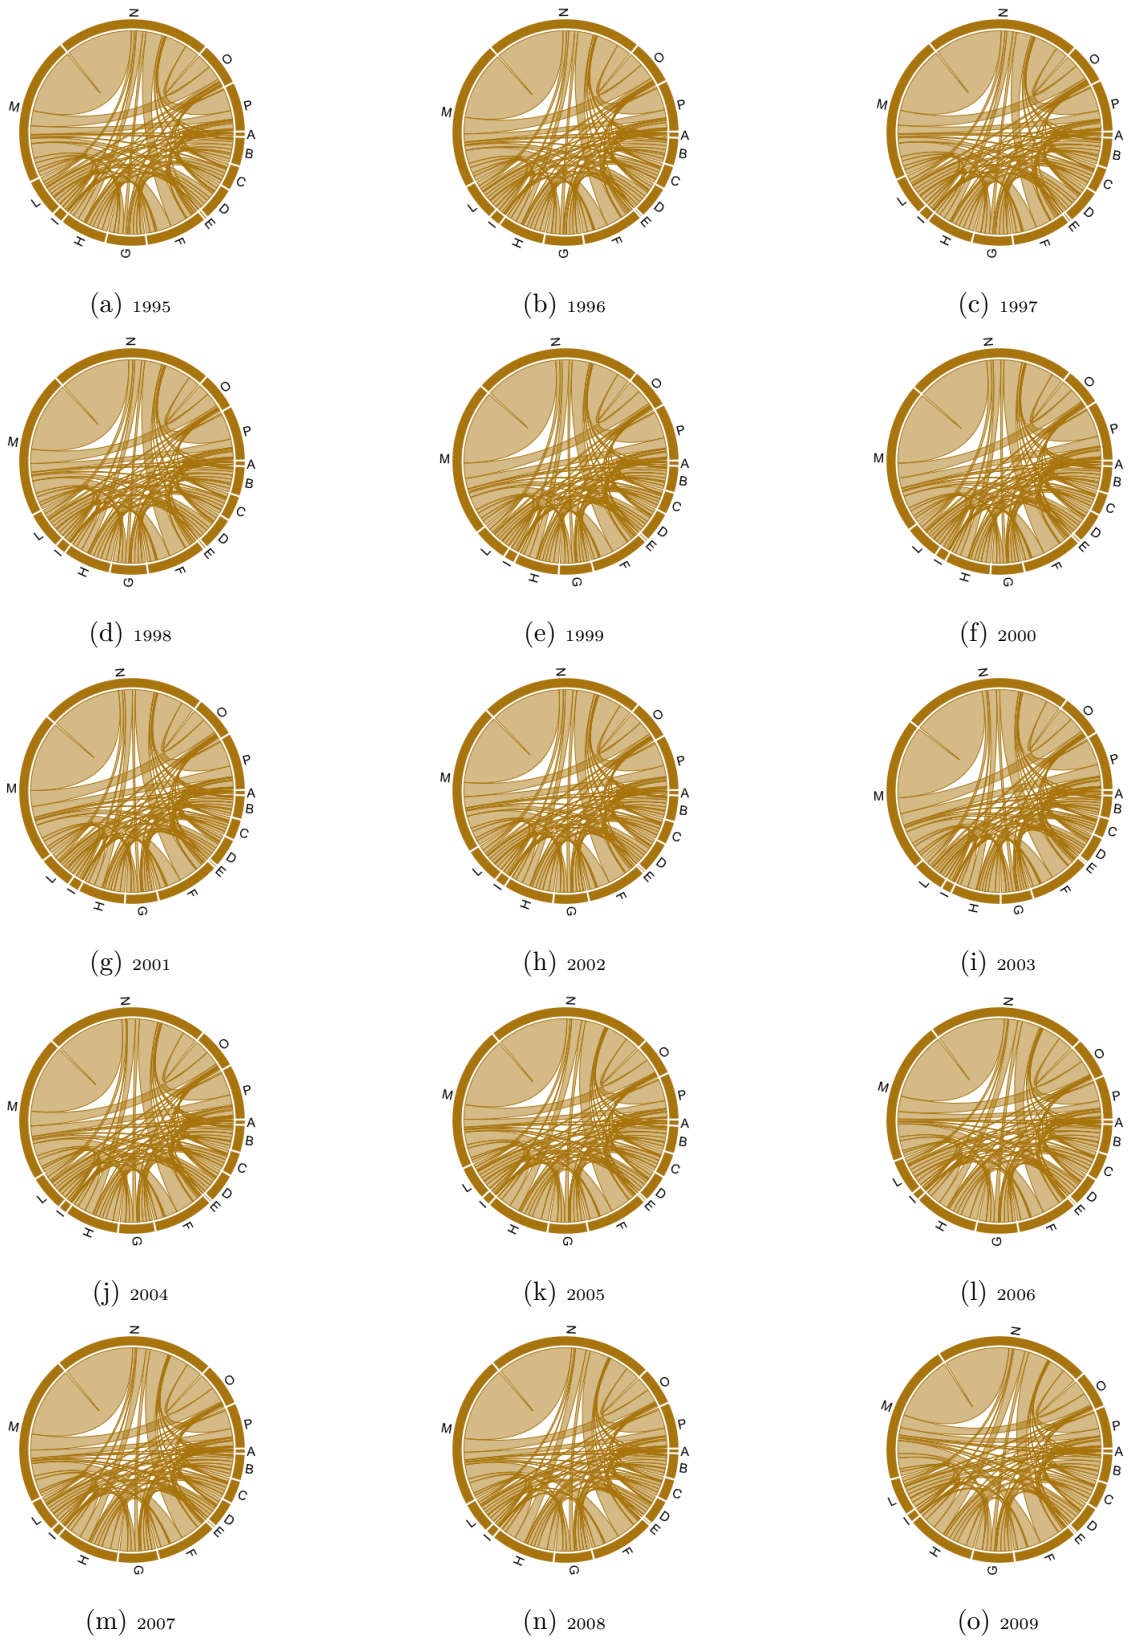 N
O
M
P
A
B
C
L
D
I
E
H
F
G
N
O
M
P
A
B
C
L
D
I
E
H
F
G
N
O
M
P
A
B
C
L
D
I
E
H
F
G
(a) 1995
(b) 1996
(c) 1997
N
O
M
P
A
B
C
L
D
I
E
H
F
G
N
O
M
P
A
B
C
L
D
I
E
H
F
G
N
O
M
P
A
B
C
L
D
I
E
H
F
G
(d) 1998
(e) 1999
(f) 2000
N
O
M
P
A
B
C
L
D
I
E
H
F
G
N
O
M
P
A
B
C
L
D
I
E
H
F
G
N
O
M
P
A
B
C
L
D
I
E
H
F
G
(g) 2001
(h) 2002
(i) 2003
N
O
M
P
A
B
C
L
D
I
E
H
F
G
N
O
M
P
A
B
C
L
D
I
E
H
F
G
N
O
M
P
A
B
C
L
D
I
E
H
F
G
(j) 2004
(k) 2005
(l) 2006
N
O
M
P
A
B
C
L
D
I
E
H
F
G
N
O
M
P
A
B
C
L
D
I
E
H
F
G
N
O
M
P
A
B
C
L
D
I
E
H
F
G
(m) 2007
(n) 2008
(o) 2009